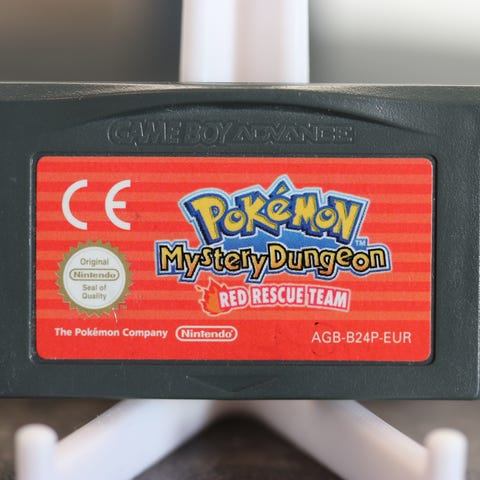 GAME BOY ADVANCE
CE
POKéMON
Mystery Dungeon
™
RED RESCUE TEAM
Original
Nintendo
Seal of
Quality
The Pokémon Company Nintendo AGB-B24P-EUR